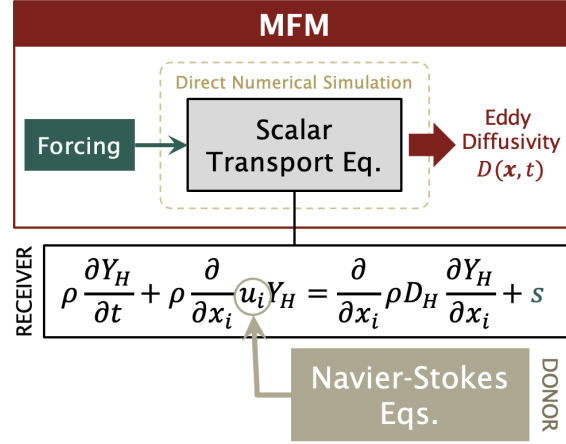 MFM
Direct Numerical Simulation
Forcing
Scalar
Transport Eq.
Eddy
Diffusivity
D(x, t)
RECEIVER
ρ ∂Y_H/∂t + ρ ∂/∂x_i u_i Y_H = ∂/∂x_i ρD_H ∂Y_H/∂x_i + s
Navier-Stokes
Eqs.
DONOR